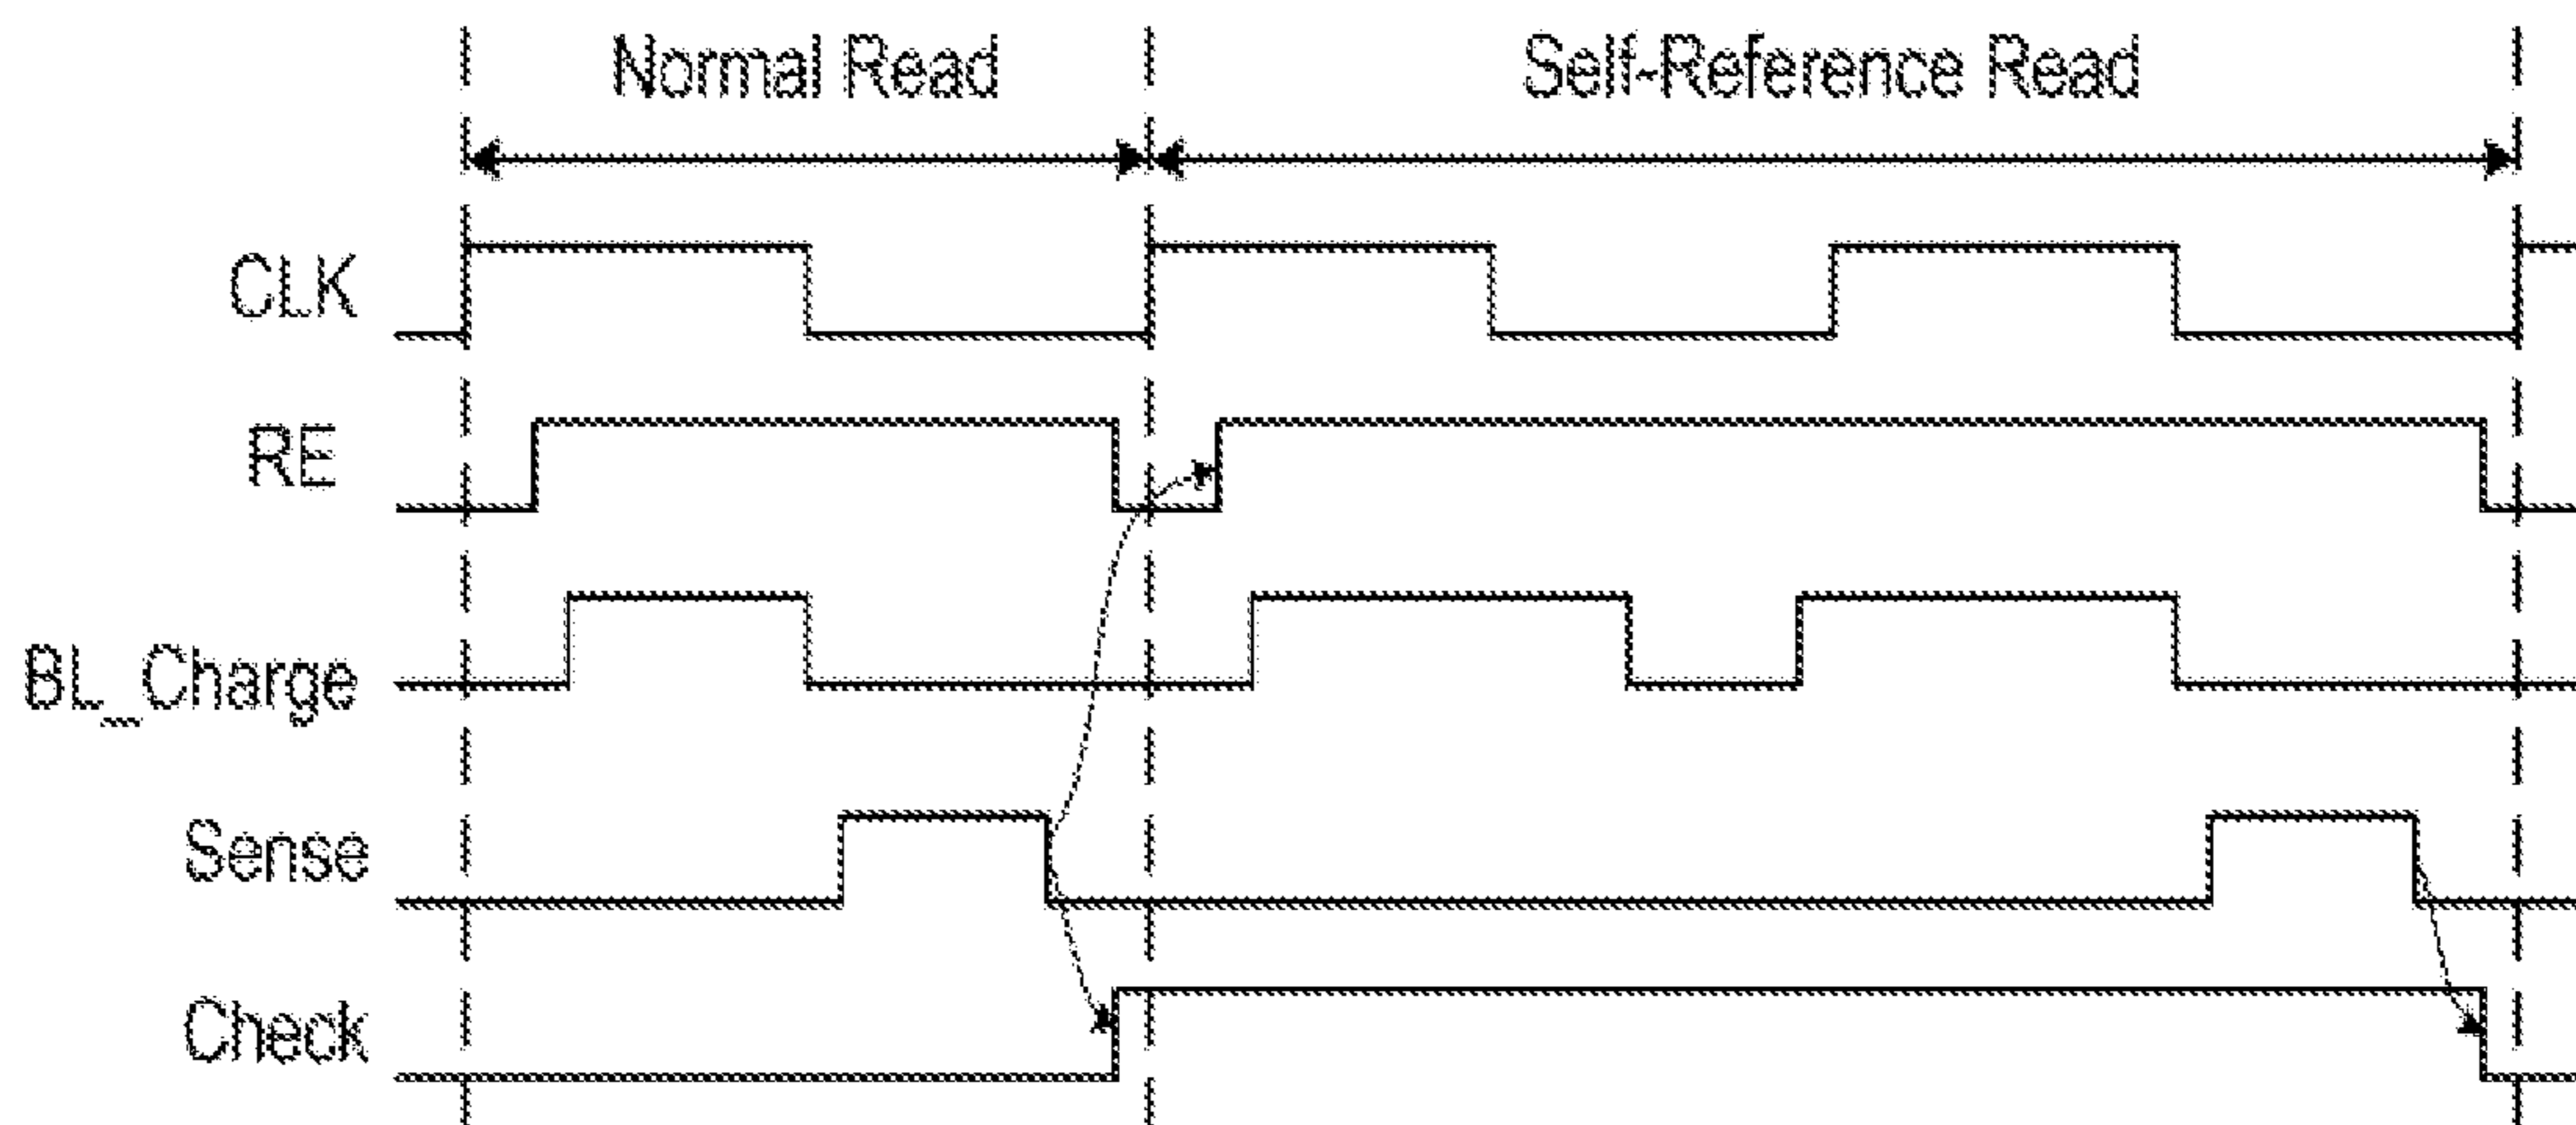 Normal Read
Self-Reference Read
CLK
RE
BL_Charge
Sense
Check